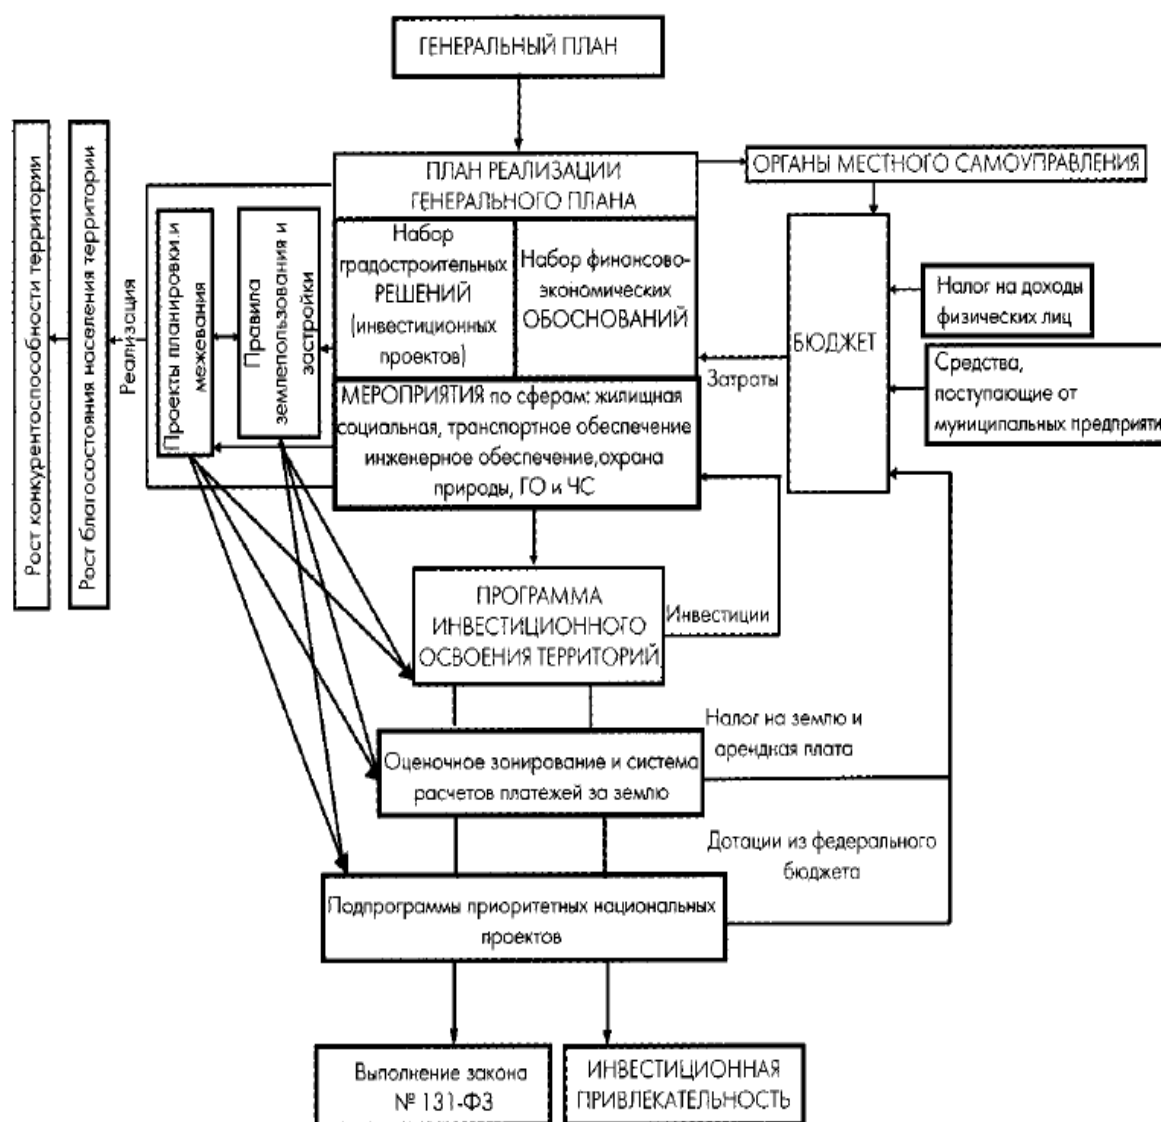 ГЕНЕРАЛЬНЫЙ ПЛАН
ПЛАН РЕАЛИЗАЦИИ
ГЕНЕРАЛЬНОГО ПЛАНА
ОРГАНЫ МЕСТНОГО САМОУПРАВЛЕНИЯ
Рост конкурентоспособности территории
Рост благосостояния населения территории
Реализация
Проекты планировки.и
межевания
Правила
землепользования и
застройки
Набор
градостроительных
РЕШЕНИЙ
(инвестиционных
проектов)
Набор финансово-
экономических
ОБОСНОВАНИЙ
МЕРОПРИЯТИЯ по сферам: жилищная
социальная, транспортное обеспечение
инженерное обеспечение,охрана
природы, ГО и ЧС
Затраты
БЮДЖЕТ
Налог на доходы
физических лиц
Средства,
поступающие от
муниципальных предприяти
ПРОГРАММА
ИНВЕСТИЦИОННОГО
ОСВОЕНИЯ ТЕРРИТОРИЙ
Инвестиции
Налог на землю и
арендкая плата
Оценочное зонирование и система
расчетов платежей за землю
Дотации из федерального
бюджета
Подпрограммы приоритетных национальных
проектов
Выполнение закона
№ 131-ФЗ
ИНВЕСТИЦИОННАЯ
ПРИВЛЕКАТЕЛЬНОСТЬ